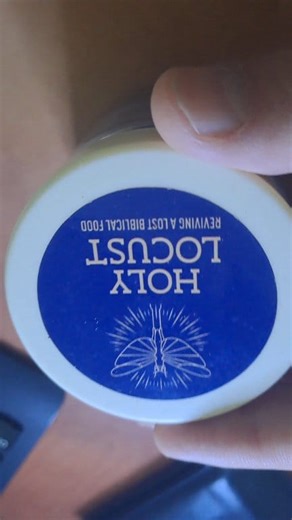 HOLY
LOCUST
REVIVING A LOST BIBLICAL FOOD